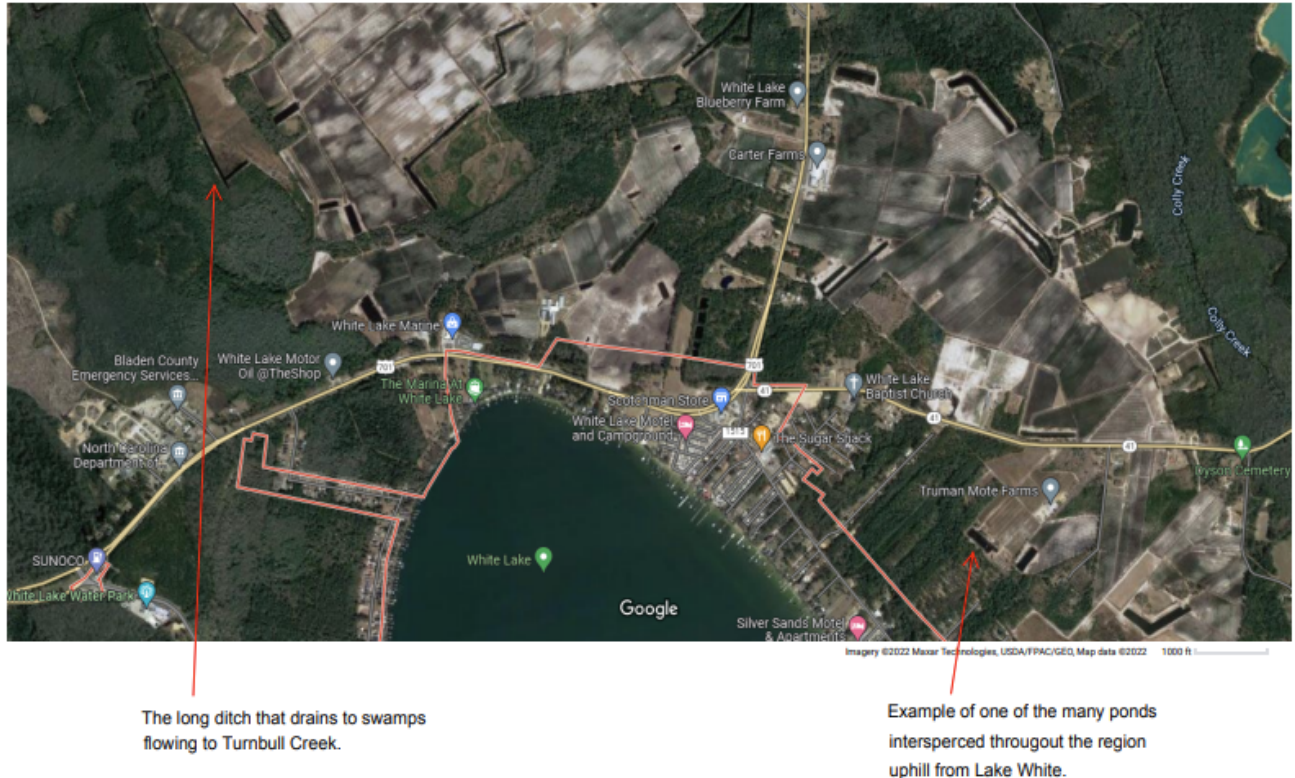 White Lake
Blueberry Farm
Carter Farms
Colly Creek
Colly Creek
White Lake Marine
701
Bladen County
Emergency Services...
White Lake Motor
Oil @TheShop
The Marina At
White Lake
701
41
White Lake
Baptist Church
Scotchman Store
White Lake Motel
and Campground
1515
The Sugar Shack
41
41
Dyson Cemetery
North Carolina
Department of...
Truman Mote Farms
SUNOCO
White Lake
White Lake Water Park
Google
Silver Sands Motel
& Apartments
Imagery ©2022 Maxar Technologies, USDA/FPAC/GEO, Map data ©2022 1000 ft
The long ditch that drains to swamps
flowing to Turnbull Creek.
Example of one of the many ponds
intersperced througout the region
uphill from Lake White.